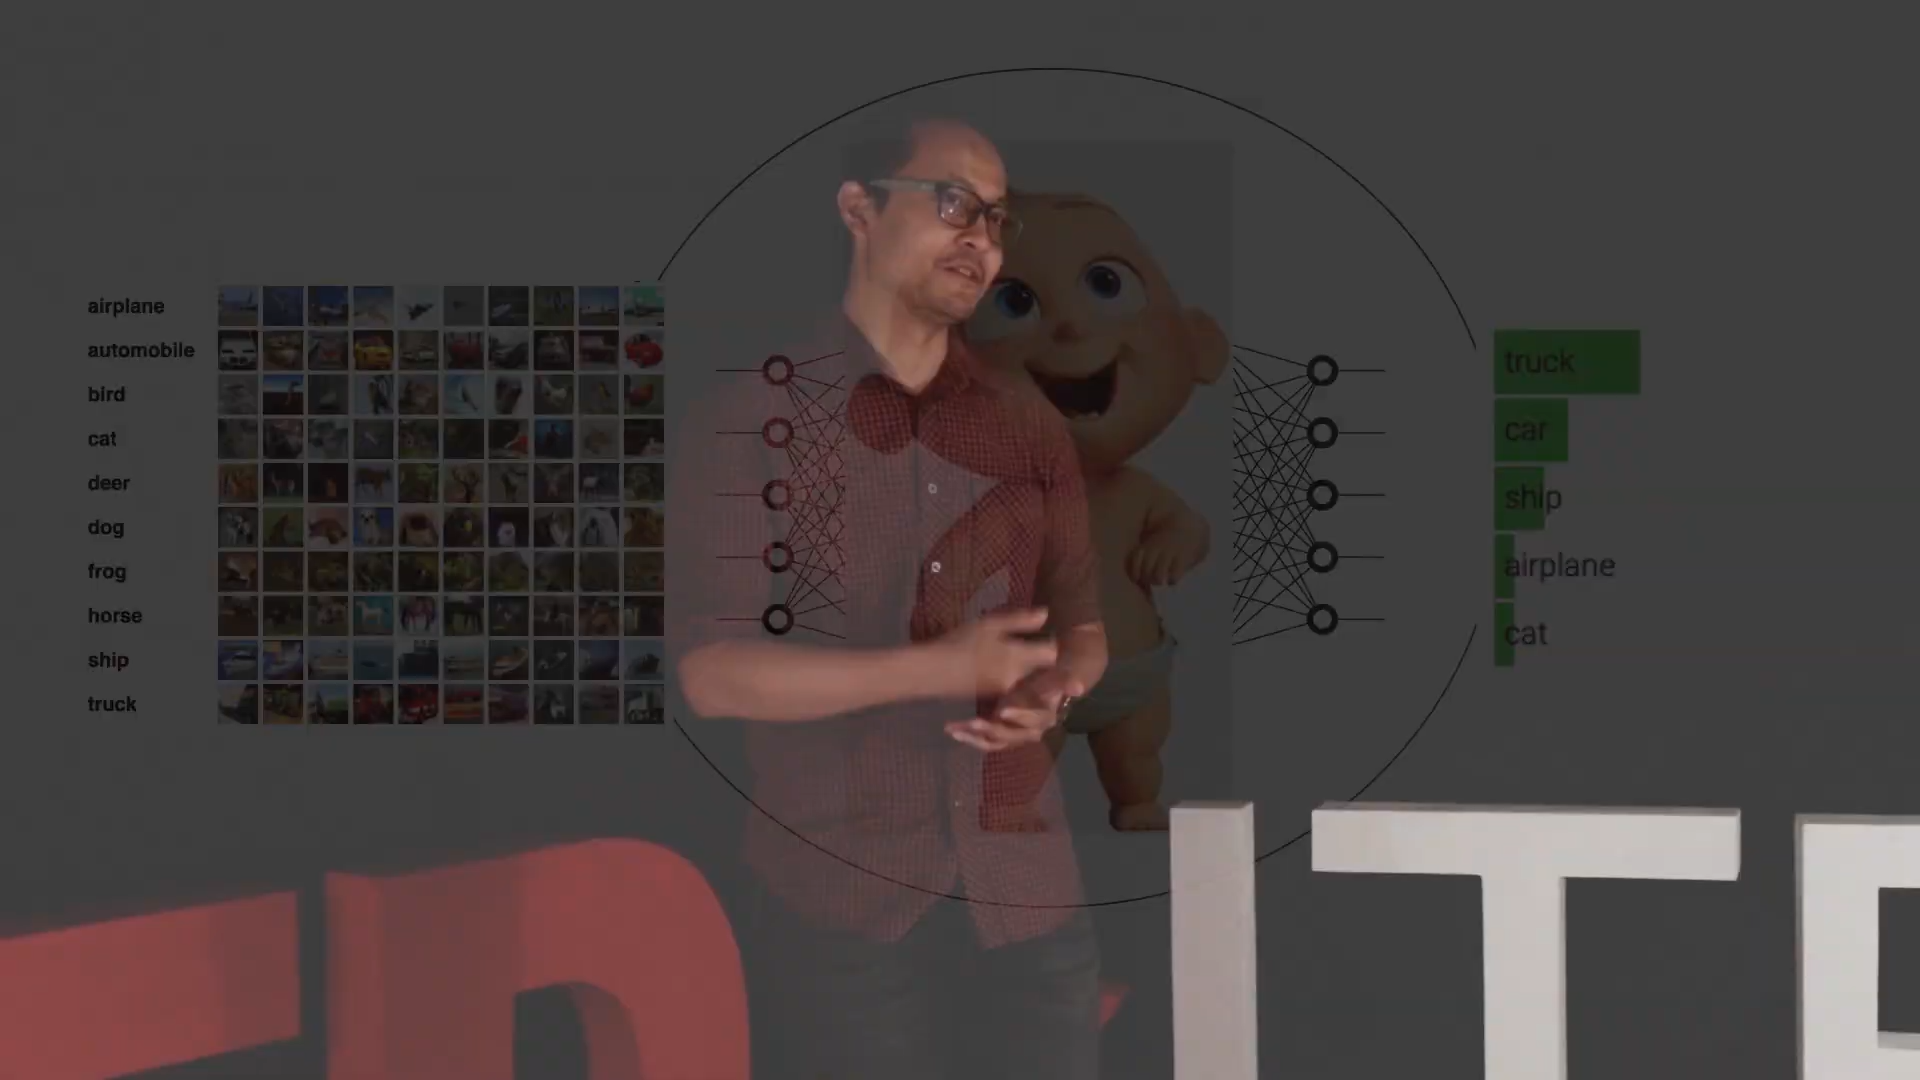 airplane
automobile
bird
cat
deer
dog
frog
horse
ship
truck
truck
car
ship
airplane
cat